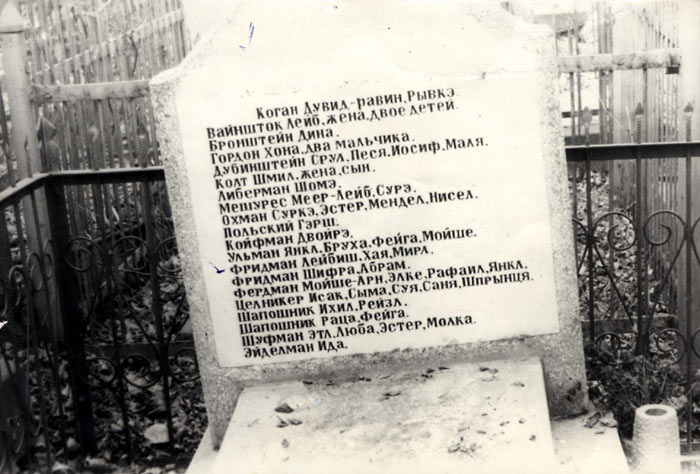 Коган Дувид-равин, Рывкэ.
Вайншток Лейб, жена, двое детей.
Бронштейн Дина.
Гордон Хона, два мальчика.
Дубинштейн Срул, Песя, Иосиф, Маля.
Колт Шмил, жена, сын.
Либерман Шомэ.
Мешурес Меер-Лейб, Сурэ.
Охман Суркэ, Эстер, Мендел, Нисел.
Польский Гэрш.
Койфман Двойрэ.
Ульман Янкл, Бруха, Фейга, Мойше.
Фридман Лейбиш, Хая, Мирл.
Фридман Шифра, Абрам.
Фердман Мойше-Арн, Элке, Рафаил, Янкл.
Целникер Исак, Сыма, Суя, Саня, Шпрынця.
Шапошник Ихил, Рейзл.
Шапошник Раца, Фейга.
Шуфман Этл, Люба, Эстер, Молка.
Эйделман Ида.